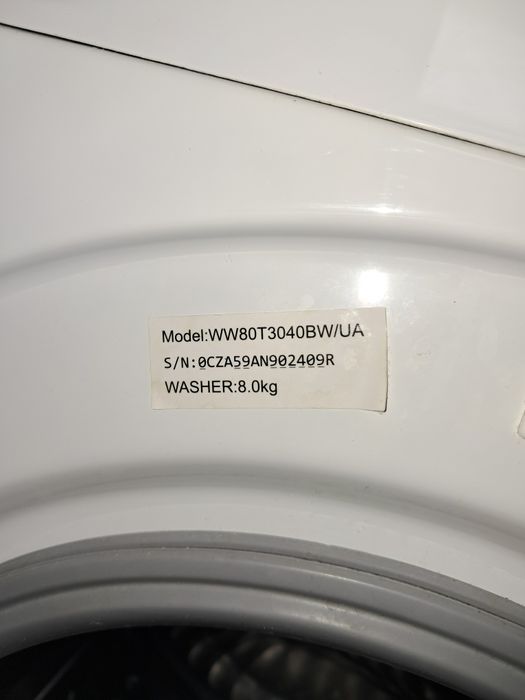 Model:WW80T3040BW/UA
S/N:0CZA59AN902409R
WASHER:8.0kg